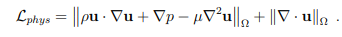 ℒ_phys = ‖ρ𝐮 · ∇𝐮 + ∇p − μ∇²𝐮‖_Ω + ‖∇ · 𝐮‖_Ω .